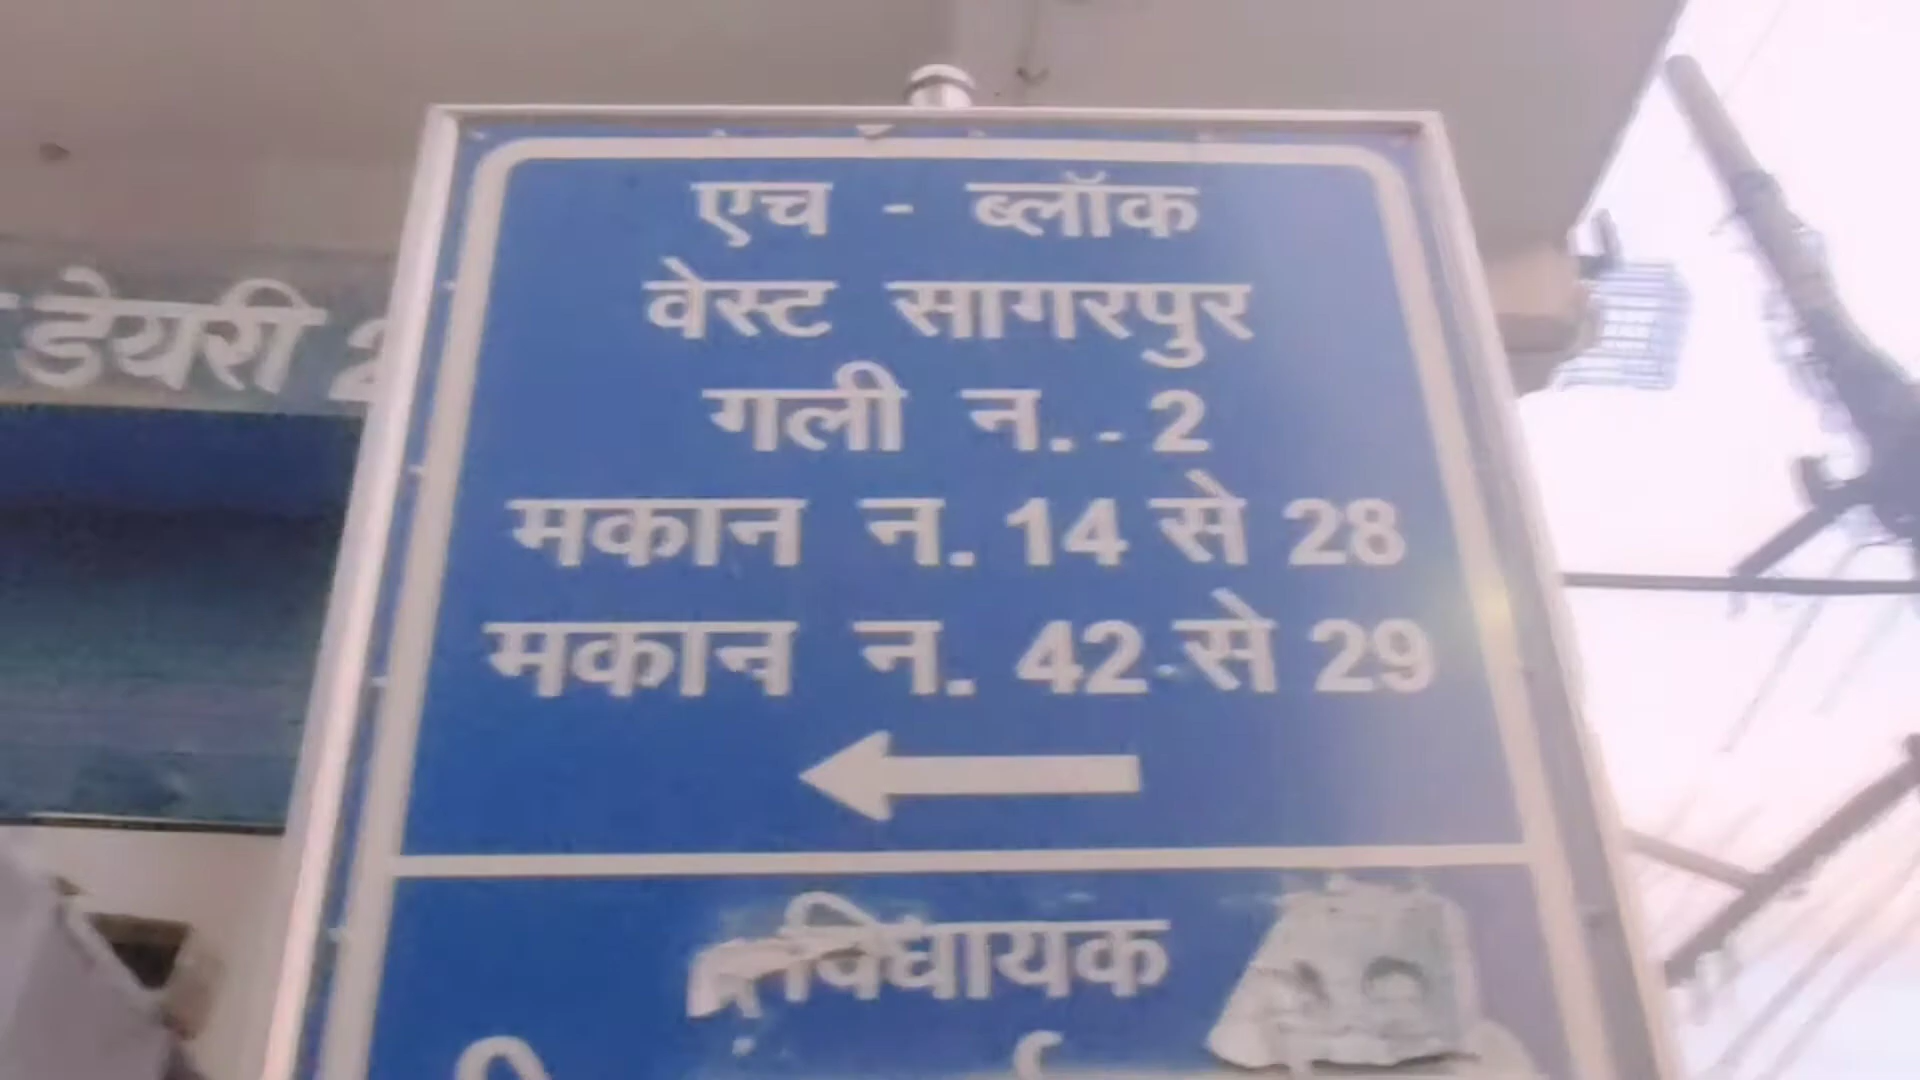 एच - ब्लॉक
वेस्ट सागरपुर
गली न. - 2
मकान न. 14 से 28
मकान न. 42 से 29
विधायक
डेयरी